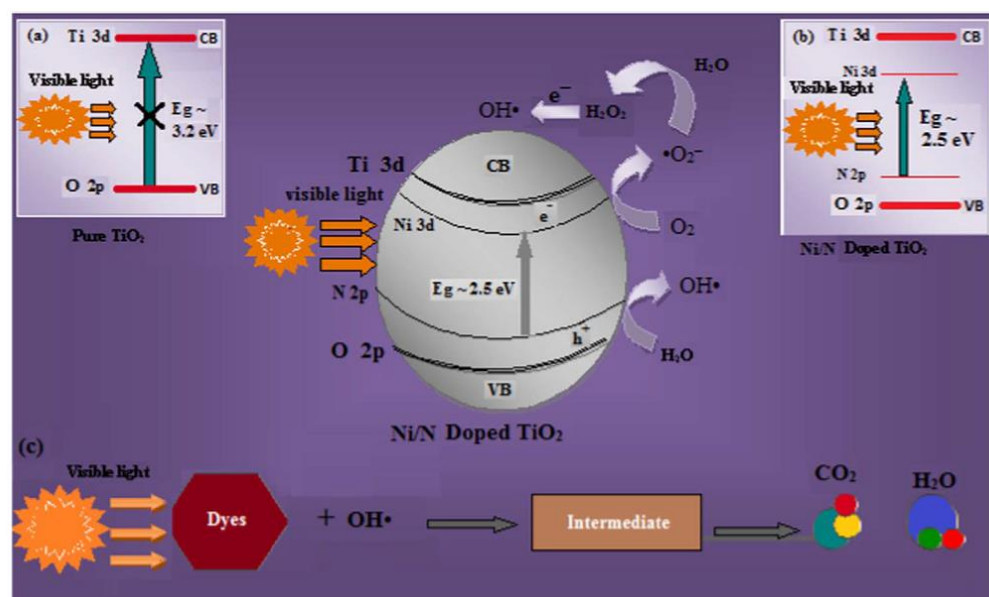 (a) Ti 3d CB
Visible light
Eg ~
3.2 eV
O 2p VB
Pure TiO₂
(b) Ti 3d CB
Ni 3d
Visible light
Eg ~
2.5 eV
N 2p
O 2p VB
Ni/N Doped TiO₂
H₂O
OH• e⁻ H₂O₂
CB
Ti 3d
•O₂⁻
visible light
e⁻
Ni 3d
O₂
Eg ~ 2.5 eV
N 2p
OH•
h⁺
O 2p
H₂O
VB
Ni/N Doped TiO₂
(c)
Visible light
CO₂ H₂O
Dyes + OH• Intermediate